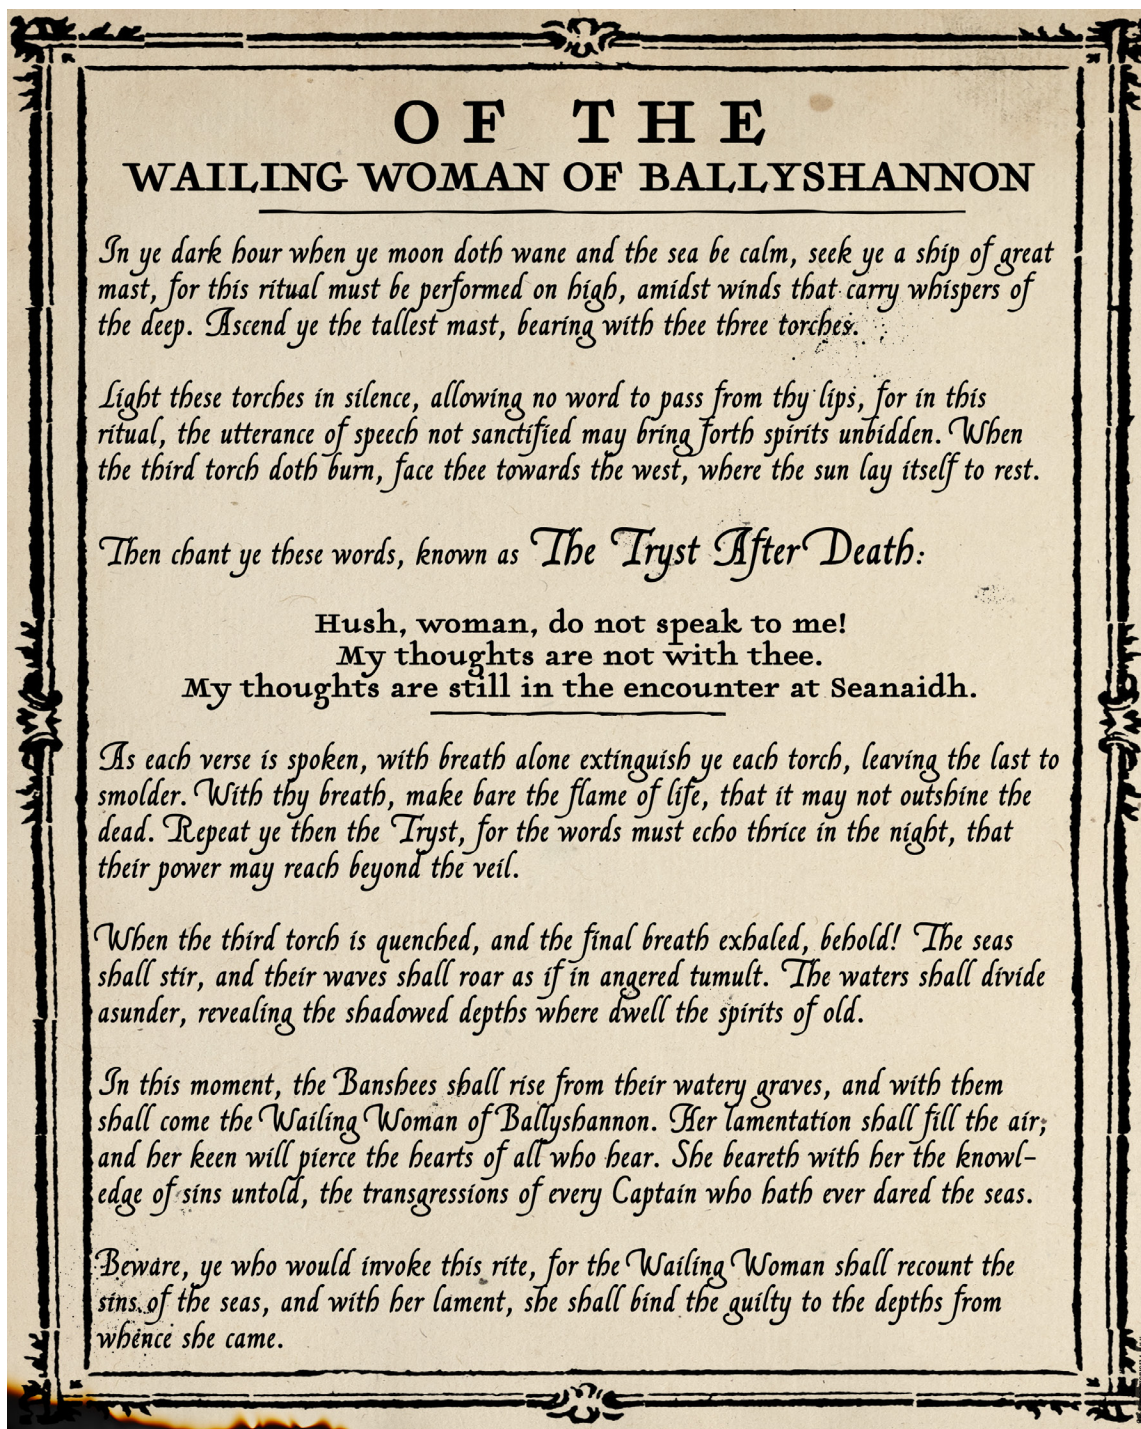 OF THE
WAILING WOMAN OF BALLYSHANNON
In ye dark hour when ye moon doth wane and the sea be calm, seek ye a ship of great
mast, for this ritual must be performed on high, amidst winds that carry whispers of
the deep. Ascend ye the tallest mast, bearing with thee three torches.
Light these torches in silence, allowing no word to pass from thy lips, for in this
ritual, the utterance of speech not sanctified may bring forth spirits unbidden. When
the third torch doth burn, face thee towards the west, where the sun lay itself to rest.
Then chant ye these words, known as The Tryst After Death:
Hush, woman, do not speak to me!
My thoughts are not with thee.
My thoughts are still in the encounter at Seanaidh.
As each verse is spoken, with breath alone extinguish ye each torch, leaving the last to
smolder. With thy breath, make bare the flame of life, that it may not outshine the
dead. Repeat ye then the Tryst, for the words must echo thrice in the night, that
their power may reach beyond the veil.
When the third torch is quenched, and the final breath exhaled, behold! The seas
shall stir, and their waves shall roar as if in angered tumult. The waters shall divide
asunder, revealing the shadowed depths where dwell the spirits of old.
In this moment, the Banshees shall rise from their watery graves, and with them
shall come the Wailing Woman of Ballyshannon. Her lamentation shall fill the air;
and her keen will pierce the hearts of all who hear. She beareth with her the knowl-
edge of sins untold, the transgressions of every Captain who hath ever dared the seas.
Beware, ye who would invoke this rite, for the Wailing Woman shall recount the
sins of the seas, and with her lament, she shall bind the guilty to the depths from
whence she came.